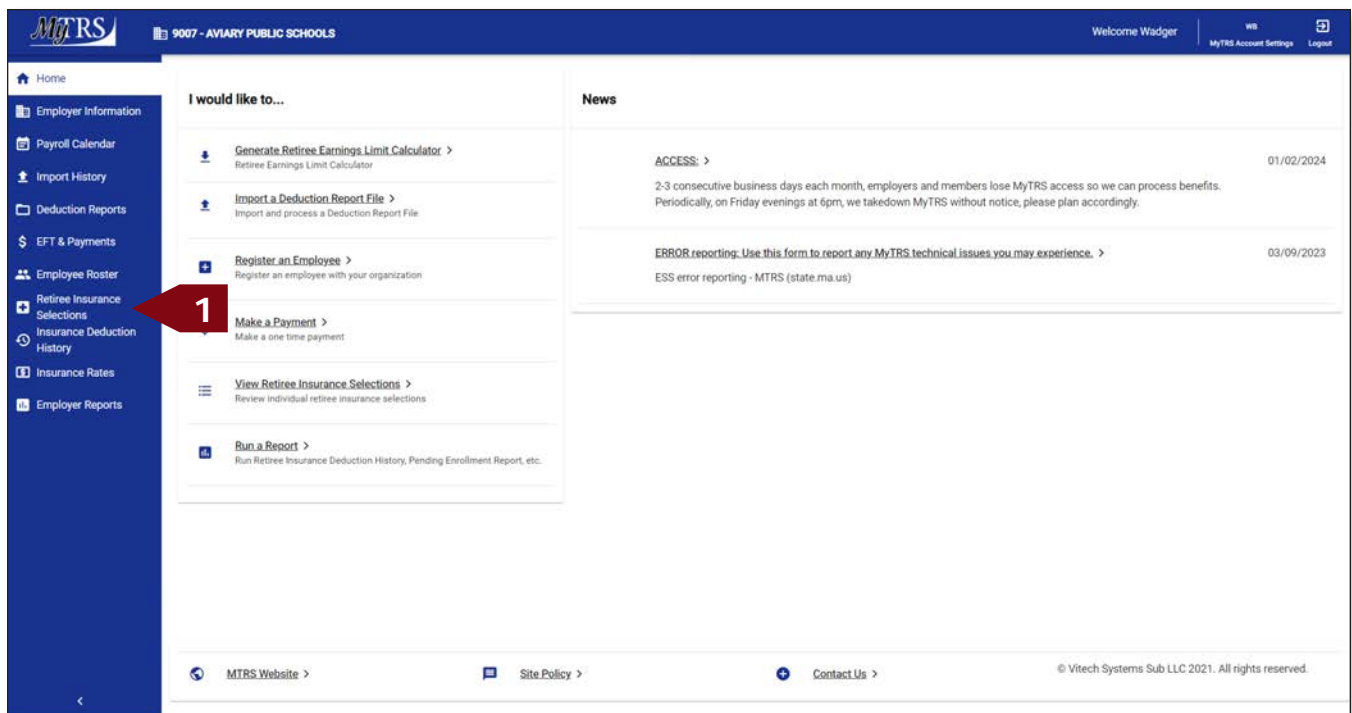 MyTRS
9007 - AVIARY PUBLIC SCHOOLS
Welcome Wadger
WB
MyTRS Account Settings
Logout
Home
Employer Information
Payroll Calendar
Import History
Deduction Reports
EFT & Payments
Employee Roster
Retiree Insurance
Selections
Insurance Deduction
History
Insurance Rates
Employer Reports
1
I would like to...
Generate Retiree Earnings Limit Calculator >
Retiree Earnings Limit Calculator
Import a Deduction Report File >
Import and process a Deduction Report File
Register an Employee >
Register an employee with your organization
Make a Payment >
Make a one time payment
View Retiree Insurance Selections >
Review individual retiree insurance selections
Run a Report >
Run Retiree Insurance Deduction History, Pending Enrollment Report, etc.
News
ACCESS: >
01/02/2024
2-3 consecutive business days each month, employers and members lose MyTRS access so we can process benefits.
Periodically, on Friday evenings at 6pm, we takedown MyTRS without notice, please plan accordingly.
ERROR reporting: Use this form to report any MyTRS technical issues you may experience. >
03/09/2023
ESS error reporting - MTRS (state.ma.us)
MTRS Website >
Site Policy >
Contact Us >
© Vitech Systems Sub LLC 2021. All rights reserved.